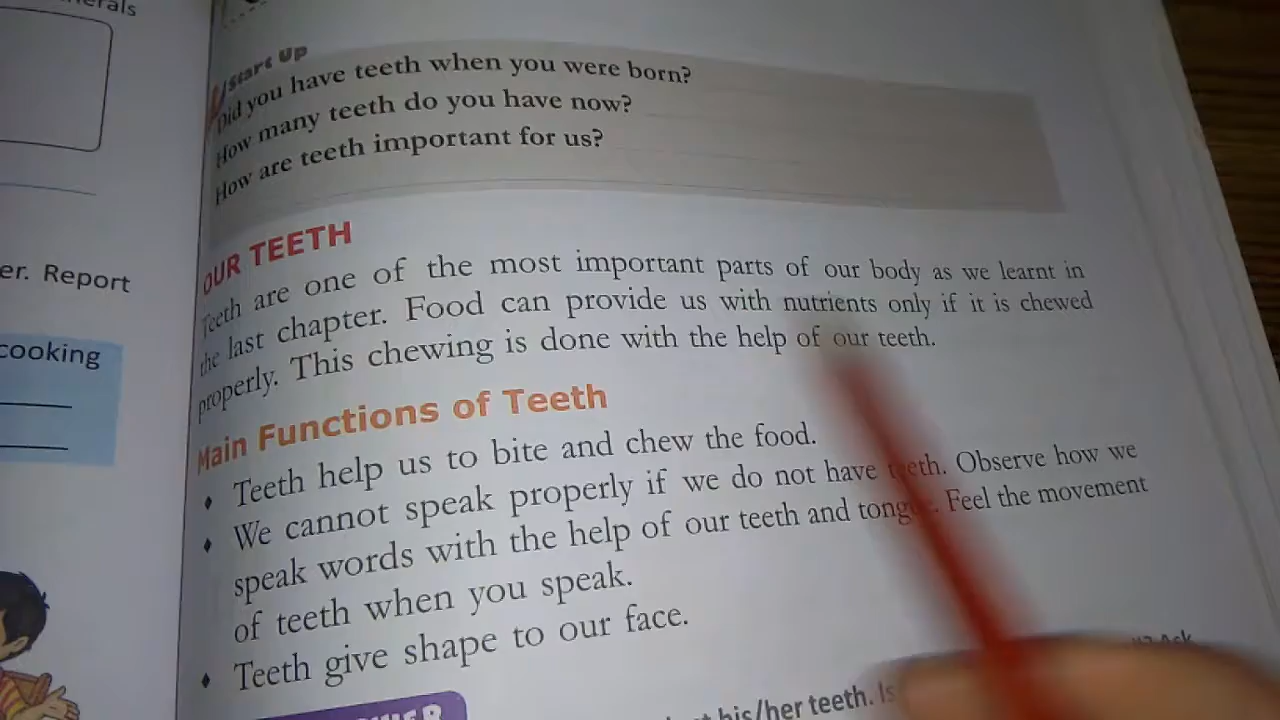 Start Up
Did you have teeth when you were born?
How many teeth do you have now?
How are teeth important for us?
er. Report
cooking
OUR TEETH
Teeth are one of the most important parts of our body as we learnt in
the last chapter. Food can provide us with nutrients only if it is chewed
properly. This chewing is done with the help of our teeth.
Main Functions of Teeth
♦ Teeth help us to bite and chew the food.
♦ We cannot speak properly if we do not have teeth. Observe how we
speak words with the help of our teeth and tongue. Feel the movement
of teeth when you speak.
♦ Teeth give shape to our face.
his/her teeth. Is